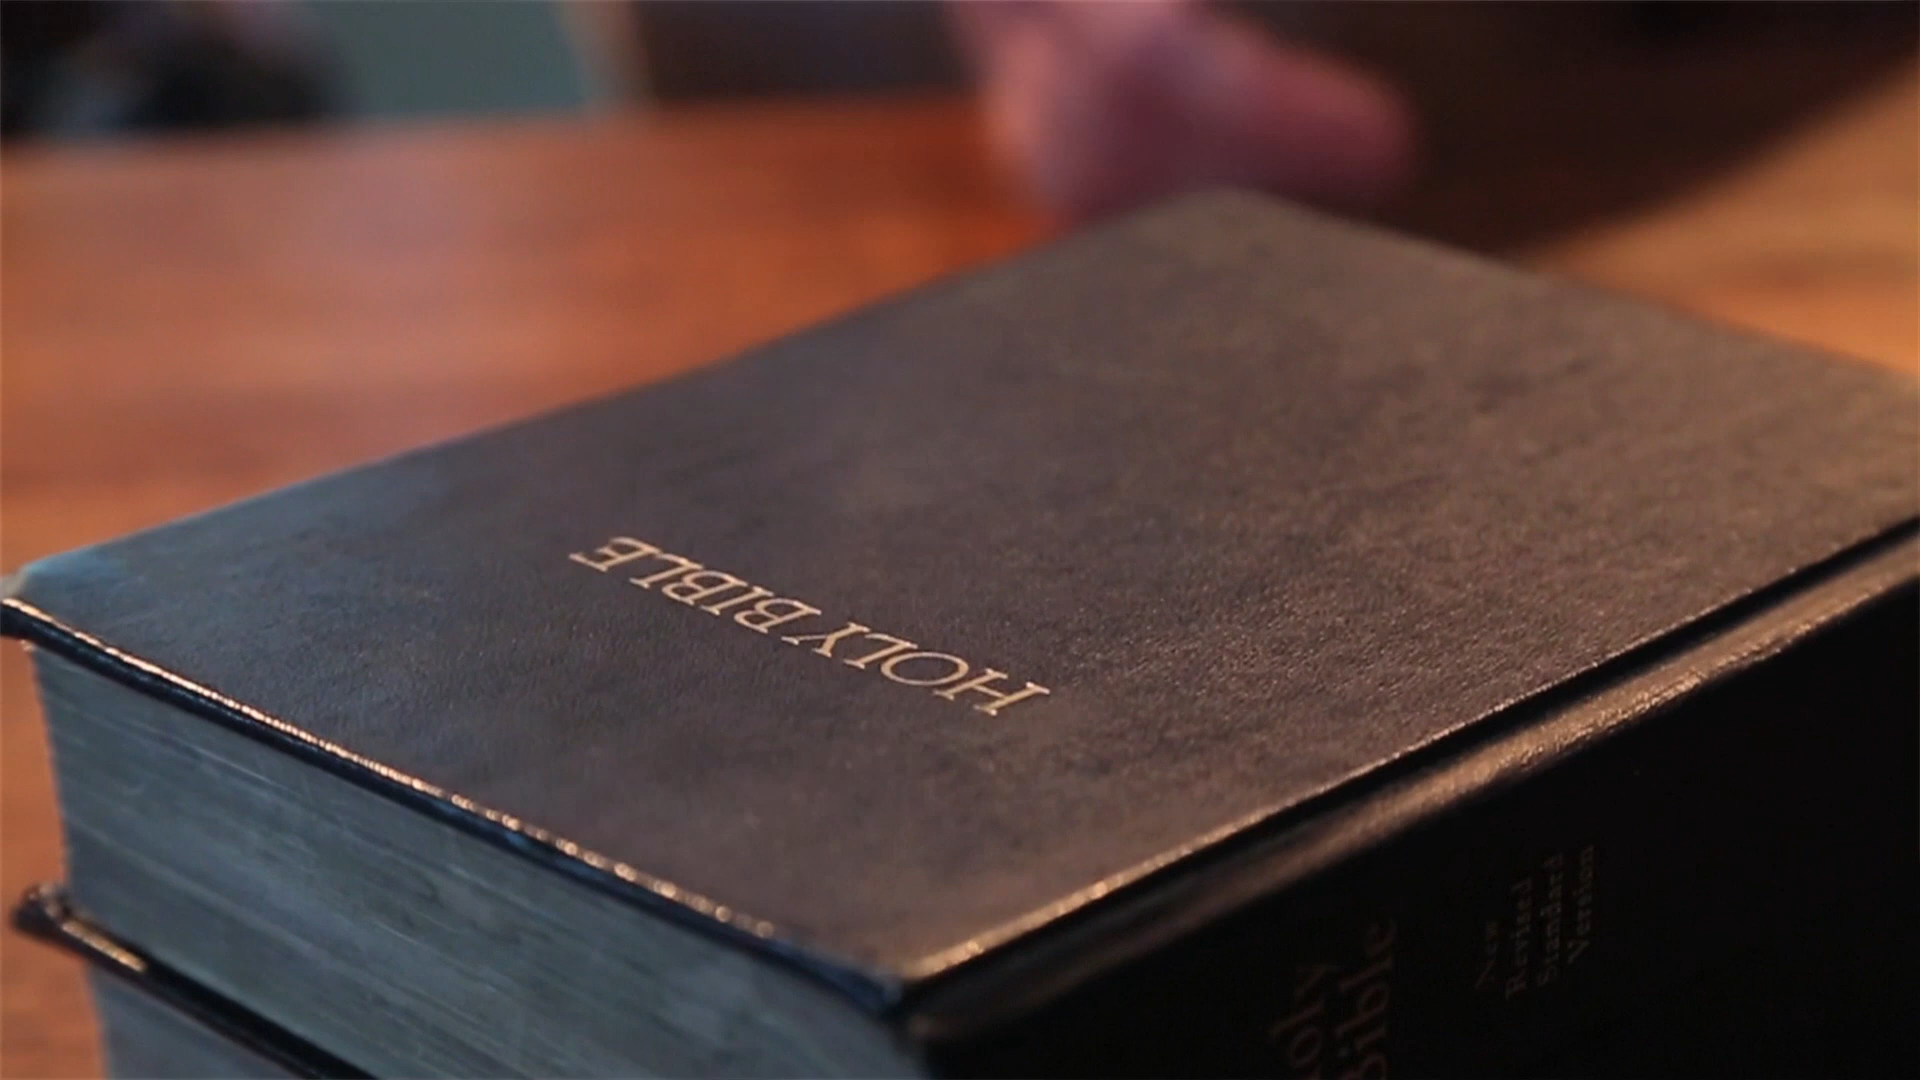 HOLY BIBLE
Holy
Bible
New
Revised
Standard
Version